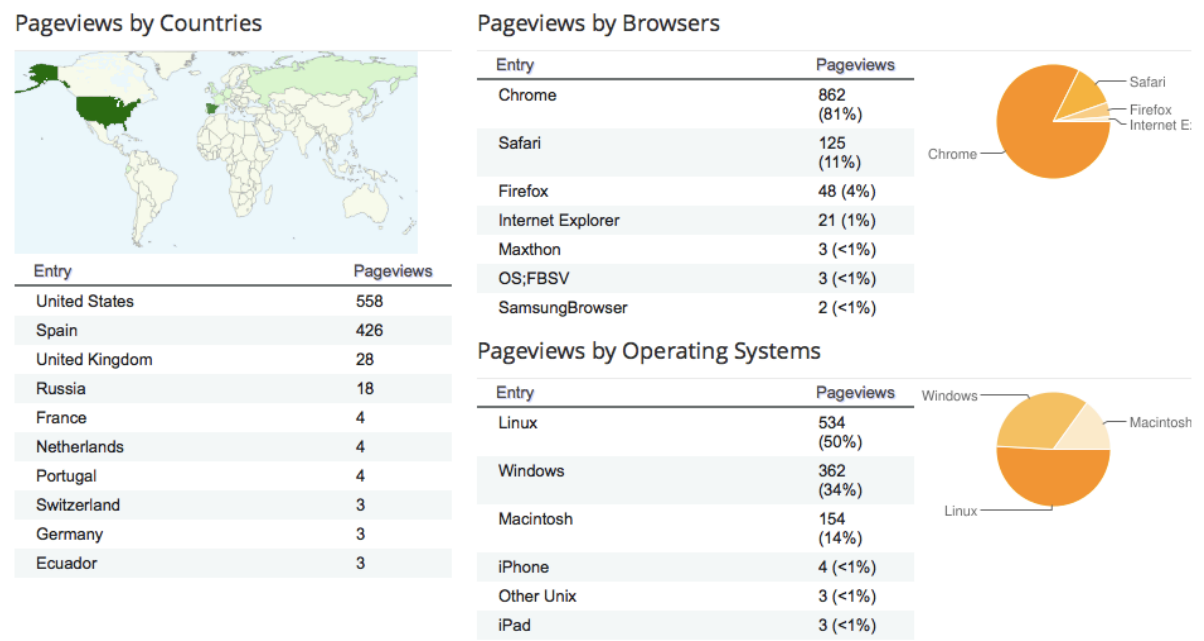 Pageviews by Countries
Entry Pageviews
United States 558
Spain 426
United Kingdom 28
Russia 18
France 4
Netherlands 4
Portugal 4
Switzerland 3
Germany 3
Ecuador 3
Pageviews by Browsers
Entry Pageviews
Chrome 862
(81%)
Safari 125
(11%)
Firefox 48 (4%)
Internet Explorer 21 (1%)
Maxthon 3 (<1%)
OS;FBSV 3 (<1%)
SamsungBrowser 2 (<1%)
Safari
Firefox
Internet E
Chrome
Pageviews by Operating Systems
Entry Pageviews
Linux 534
(50%)
Windows 362
(34%)
Macintosh 154
(14%)
iPhone 4 (<1%)
Other Unix 3 (<1%)
iPad 3 (<1%)
Windows
Macintosh
Linux